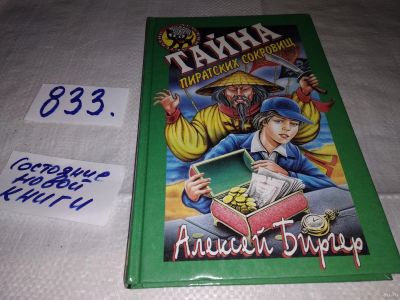 833.
Состояние
новой
книги
ТАЙНА
ПИРАТСКИХ СОКРОВИЩ
Алексей Биргер